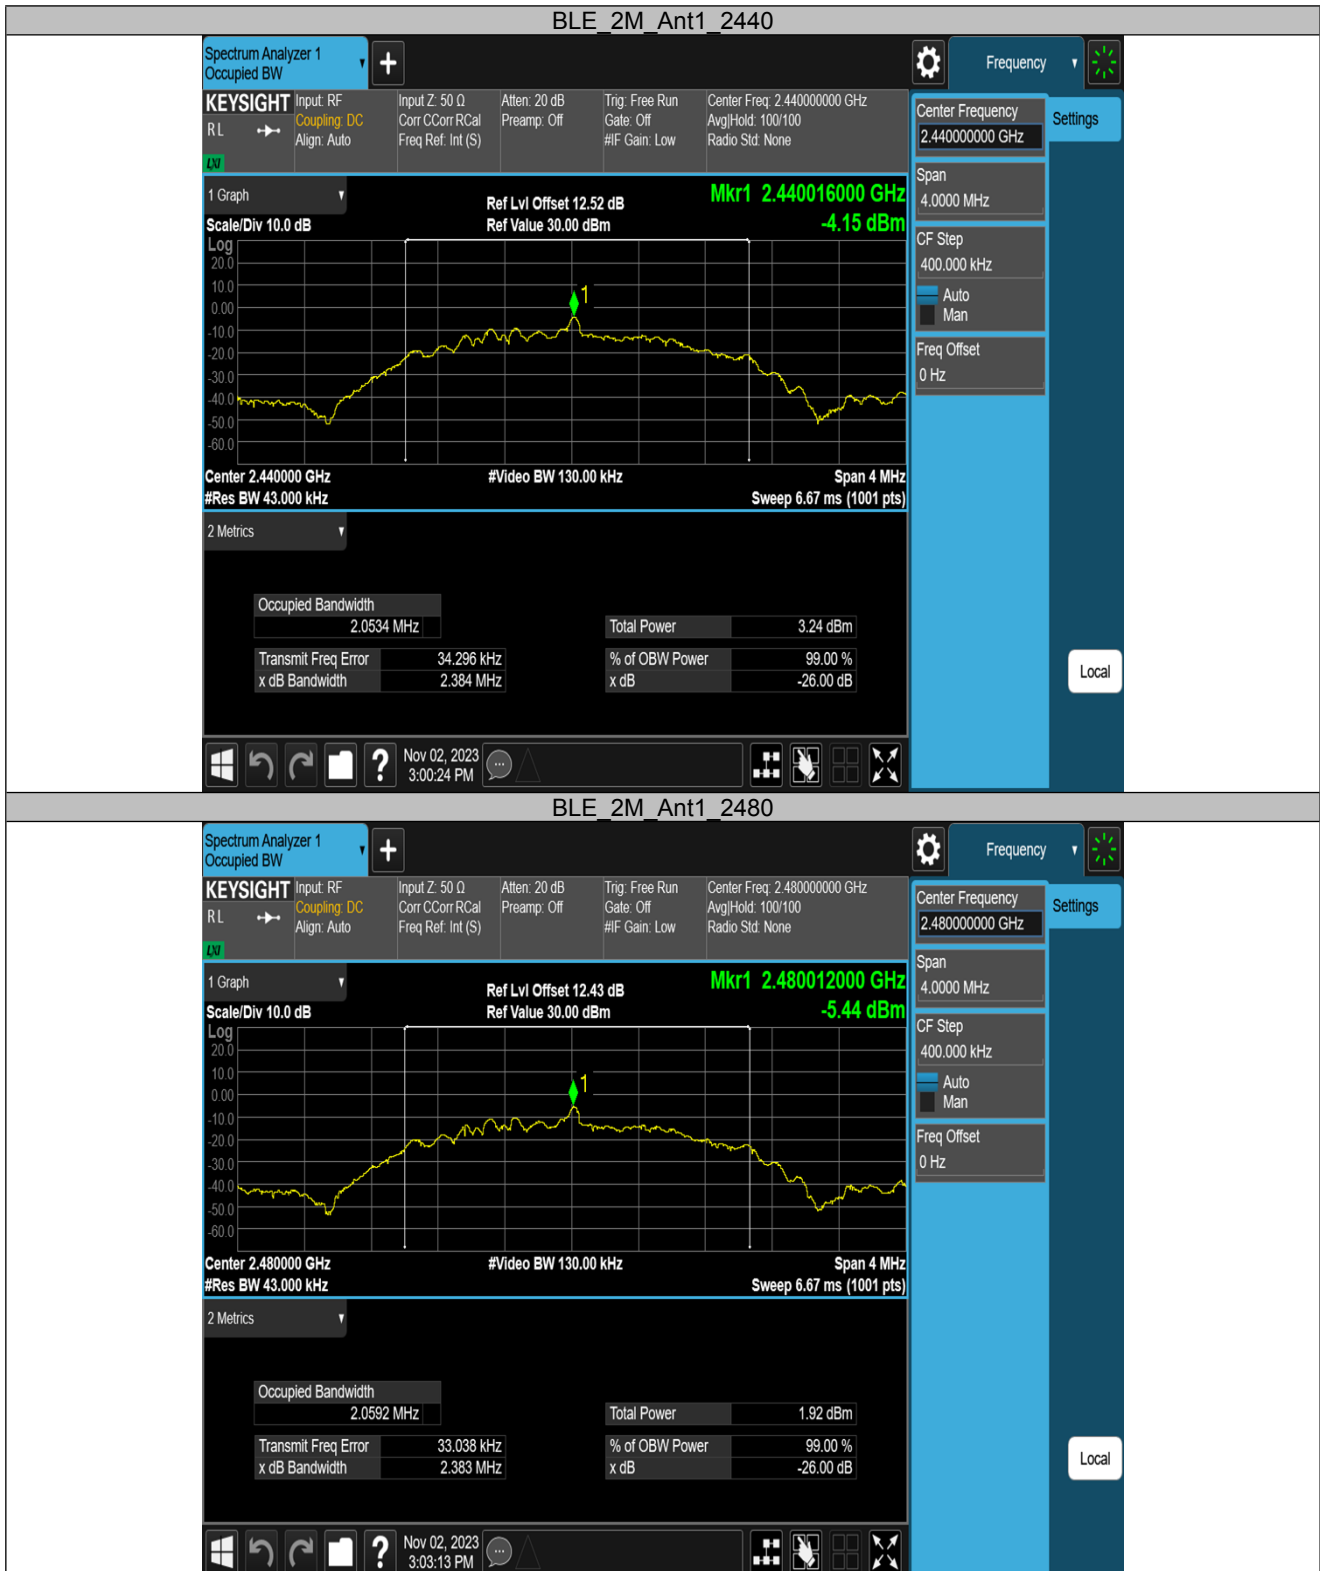 BLE_2M_Ant1_2440
Spectrum Analyzer 1
Occupied BW
Frequency
KEYSIGHT
R L
LXI
Input: RF
Coupling: DC
Align: Auto
Input Z: 50 Ω
Corr CCorr RCal
Freq Ref: Int (S)
Atten: 20 dB
Preamp: Off
Trig: Free Run
Gate: Off
#IF Gain: Low
Center Freq: 2.440000000 GHz
Avg|Hold: 100/100
Radio Std: None
Center Frequency
2.440000000 GHz
Settings
Span
4.0000 MHz
CF Step
400.000 kHz
Auto
Man
Freq Offset
0 Hz
Local
1 Graph
Scale/Div 10.0 dB
Ref Lvl Offset 12.52 dB
Ref Value 30.00 dBm
Mkr1 2.440016000 GHz
-4.15 dBm
Log
20.0
10.0
0.00
-10.0
-20.0
-30.0
-40.0
-50.0
-60.0
1
Center 2.440000 GHz
#Video BW 130.00 kHz
Span 4 MHz
#Res BW 43.000 kHz
Sweep 6.67 ms (1001 pts)
2 Metrics
Occupied Bandwidth
2.0534 MHz
Total Power 3.24 dBm
Transmit Freq Error 34.296 kHz
% of OBW Power 99.00 %
x dB Bandwidth 2.384 MHz
x dB -26.00 dB
?
Nov 02, 2023
3:00:24 PM
BLE_2M_Ant1_2480
Spectrum Analyzer 1
Occupied BW
Frequency
KEYSIGHT
R L
LXI
Input: RF
Coupling: DC
Align: Auto
Input Z: 50 Ω
Corr CCorr RCal
Freq Ref: Int (S)
Atten: 20 dB
Preamp: Off
Trig: Free Run
Gate: Off
#IF Gain: Low
Center Freq: 2.480000000 GHz
Avg|Hold: 100/100
Radio Std: None
Center Frequency
2.480000000 GHz
Settings
Span
4.0000 MHz
CF Step
400.000 kHz
Auto
Man
Freq Offset
0 Hz
Local
1 Graph
Scale/Div 10.0 dB
Ref Lvl Offset 12.43 dB
Ref Value 30.00 dBm
Mkr1 2.480012000 GHz
-5.44 dBm
Log
20.0
10.0
0.00
-10.0
-20.0
-30.0
-40.0
-50.0
-60.0
1
Center 2.480000 GHz
#Video BW 130.00 kHz
Span 4 MHz
#Res BW 43.000 kHz
Sweep 6.67 ms (1001 pts)
2 Metrics
Occupied Bandwidth
2.0592 MHz
Total Power 1.92 dBm
Transmit Freq Error 33.038 kHz
% of OBW Power 99.00 %
x dB Bandwidth 2.383 MHz
x dB -26.00 dB
?
Nov 02, 2023
3:03:13 PM